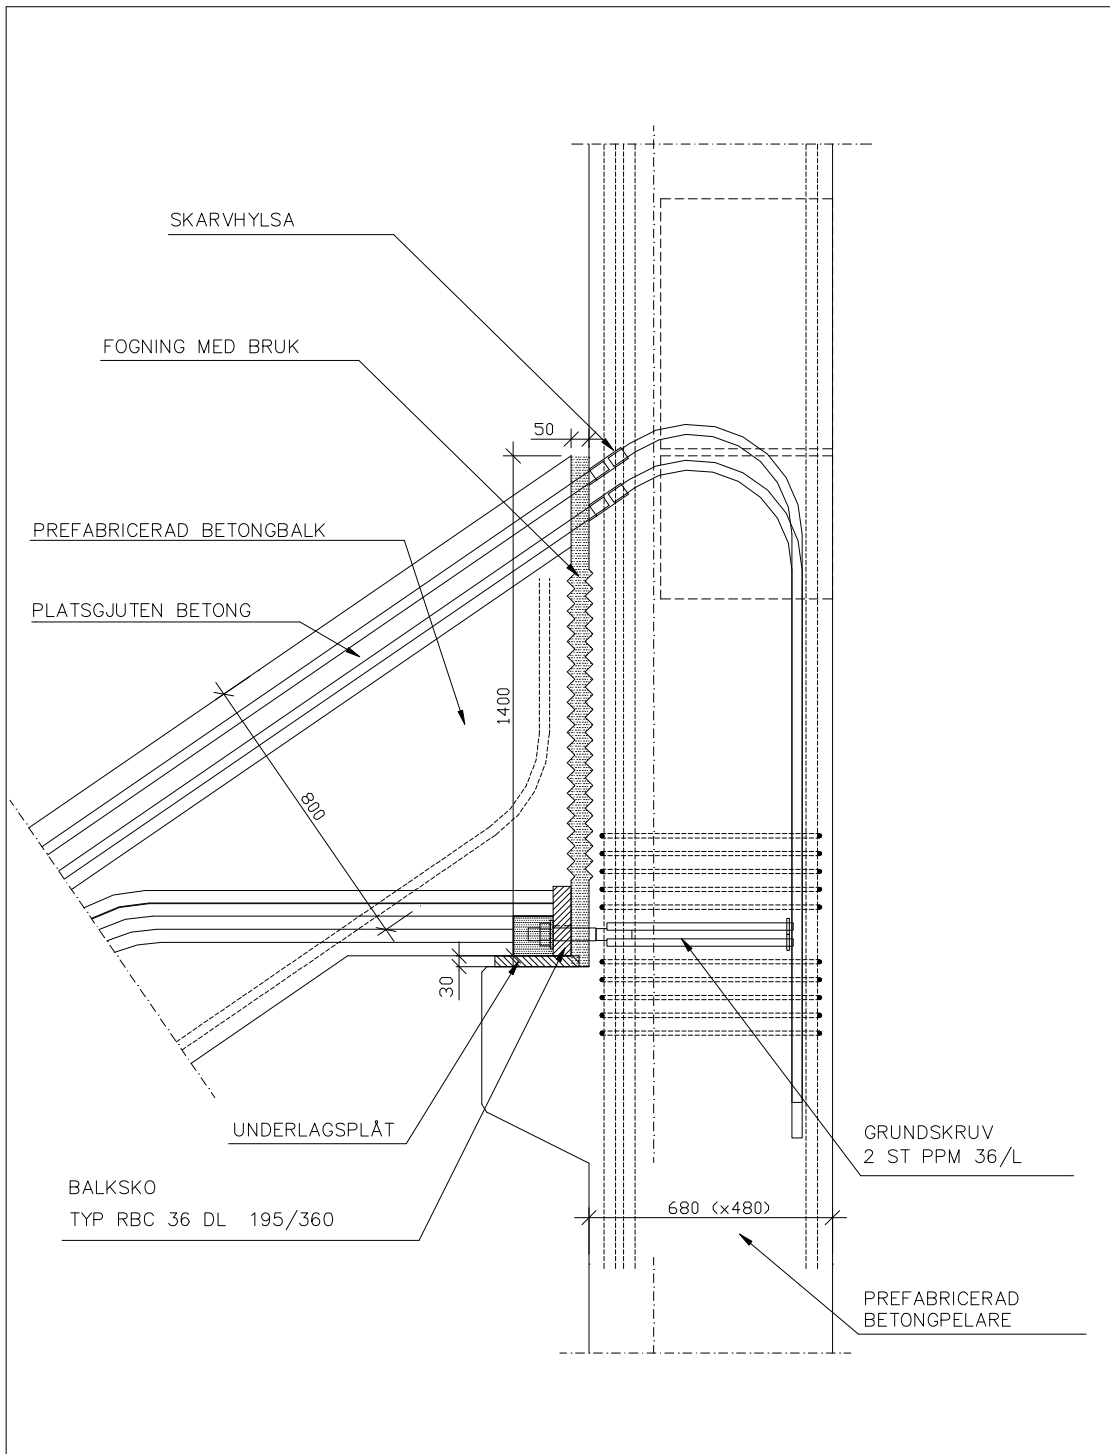 SKARVHYLSA
FOGNING MED BRUK
50
PREFABRICERAD BETONGBALK
PLATSGJUTEN BETONG
1400
800
30
UNDERLAGSPLÅT
GRUNDSKRUV
2 ST PPM 36/L
BALKSKO
TYP RBC 36 DL 195/360
680 (x480)
PREFABRICERAD
BETONGPELARE